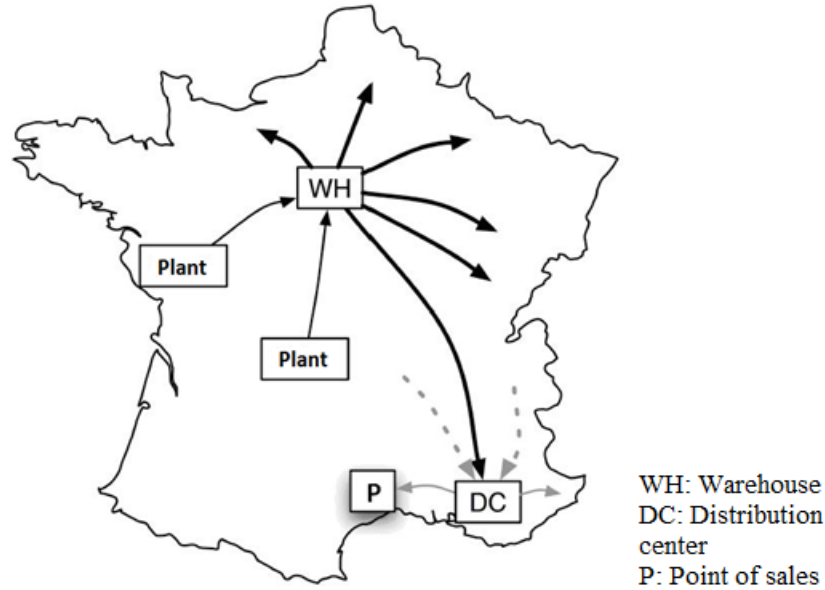 WH
Plant
Plant
P
DC
WH: Warehouse
DC: Distribution
center
P: Point of sales